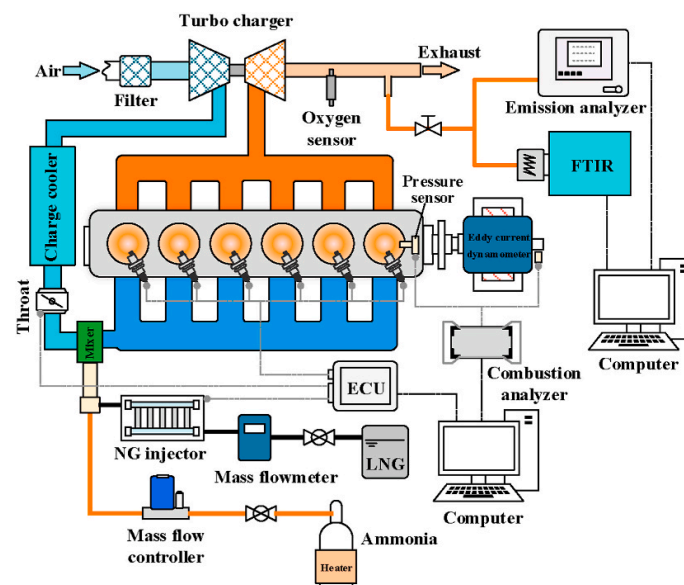 Turbo charger
Air
Filter
Exhaust
Oxygen
sensor
Emission analyzer
FTIR
Charge cooler
Pressure
sensor
Eddy current
dynamometer
Throat
Mixer
ECU
Combustion
analyzer
Computer
NG injector
Mass flowmeter
LNG
Computer
Mass flow
controller
Ammonia
Heater